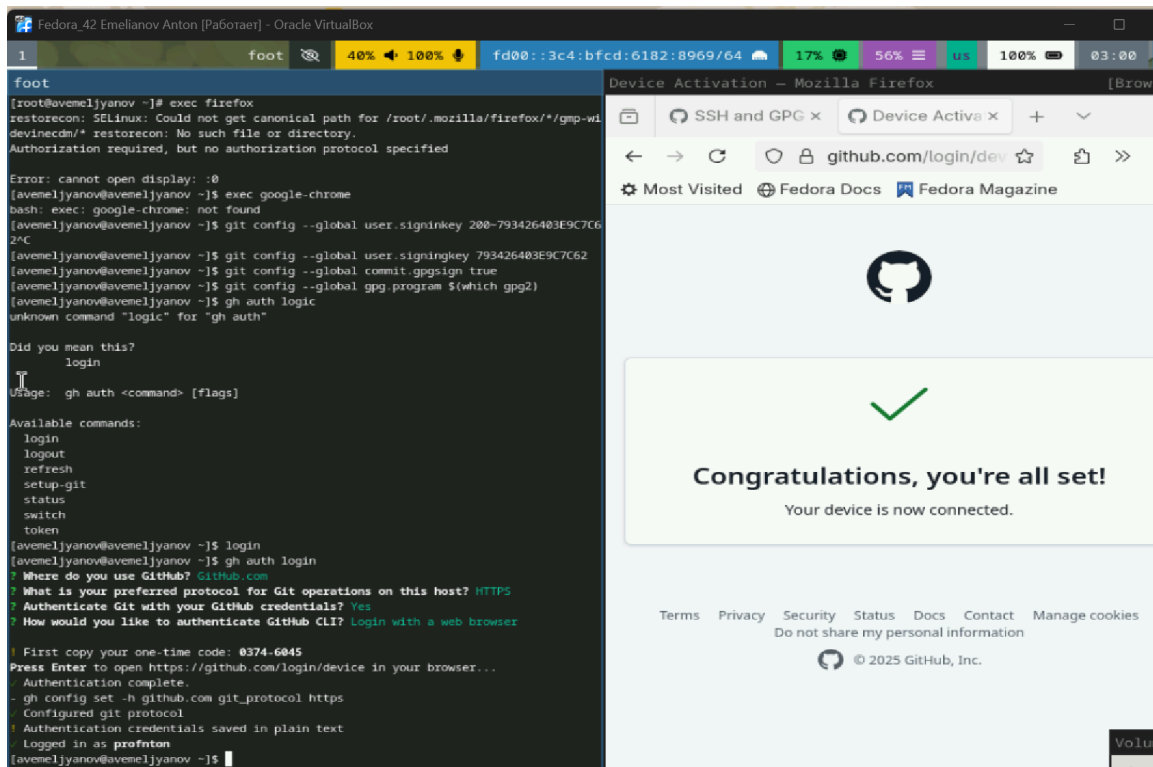 Fedora_42 Emelianov Anton [Работает] - Oracle VirtualBox
1 foot 40% 100% fd00::3c4:bfcd:6182:8969/64 17% 56% us 100% 03:00
foot
[root@avemeljyanov ~]# exec firefox
restorecon: SELinux: Could not get canonical path for /root/.mozilla/firefox/*/gmp-wi
devinecdm/* restorecon: No such file or directory.
Authorization required, but no authorization protocol specified
Error: cannot open display: :0
[avemeljyanov@avemeljyanov ~]$ exec google-chrome
bash: exec: google-chrome: not found
[avemeljyanov@avemeljyanov ~]$ git config --global user.signinkey 200~793426403E9C7C6
2^C
[avemeljyanov@avemeljyanov ~]$ git config --global user.signingkey 793426403E9C7C62
[avemeljyanov@avemeljyanov ~]$ git config --global commit.gpgsign true
[avemeljyanov@avemeljyanov ~]$ git config --global gpg.program $(which gpg2)
[avemeljyanov@avemeljyanov ~]$ gh auth logic
unknown command "logic" for "gh auth"
Did you mean this?
login
Usage: gh auth <command> [flags]
Available commands:
login
logout
refresh
setup-git
status
switch
token
[avemeljyanov@avemeljyanov ~]$ login
[avemeljyanov@avemeljyanov ~]$ gh auth login
? Where do you use GitHub? GitHub.com
? What is your preferred protocol for Git operations on this host? HTTPS
? Authenticate Git with your GitHub credentials? Yes
? How would you like to authenticate GitHub CLI? Login with a web browser
! First copy your one-time code: 0374-6045
Press Enter to open https://github.com/login/device in your browser...
✓ Authentication complete.
- gh config set -h github.com git_protocol https
✓ Configured git protocol
! Authentication credentials saved in plain text
✓ Logged in as profnton
[avemeljyanov@avemeljyanov ~]$
Device Activation — Mozilla Firefox [Brow
SSH and GPG × Device Activa ×
github.com/login/dev
Most Visited Fedora Docs Fedora Magazine
Congratulations, you're all set!
Your device is now connected.
Terms Privacy Security Status Docs Contact Manage cookies
Do not share my personal information
© 2025 GitHub, Inc.
Volu